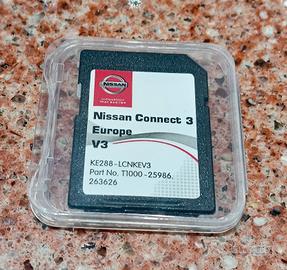 NISSAN
Nissan Connect 3
Europe
V3
KE288-LCNKEV3
Part No. T1000-25986.
263626